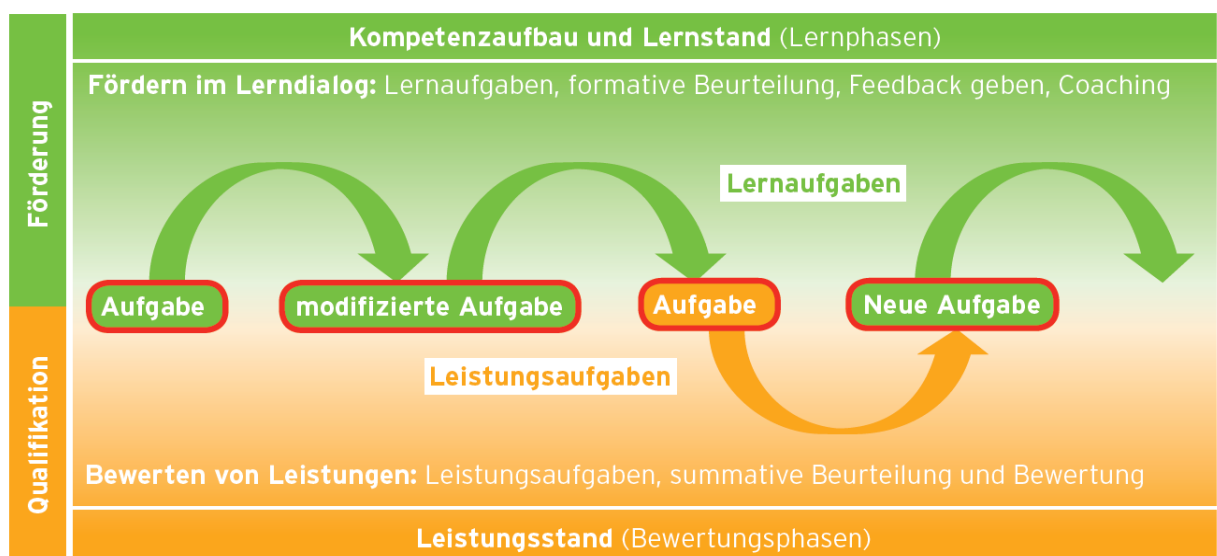 Kompetenzaufbau und Lernstand (Lernphasen)
Förderung
Fördern im Lerndialog: Lernaufgaben, formative Beurteilung, Feedback geben, Coaching
Lernaufgaben
Aufgabe
modifizierte Aufgabe
Aufgabe
Neue Aufgabe
Leistungsaufgaben
Qualifikation
Bewerten von Leistungen: Leistungsaufgaben, summative Beurteilung und Bewertung
Leistungsstand (Bewertungsphasen)